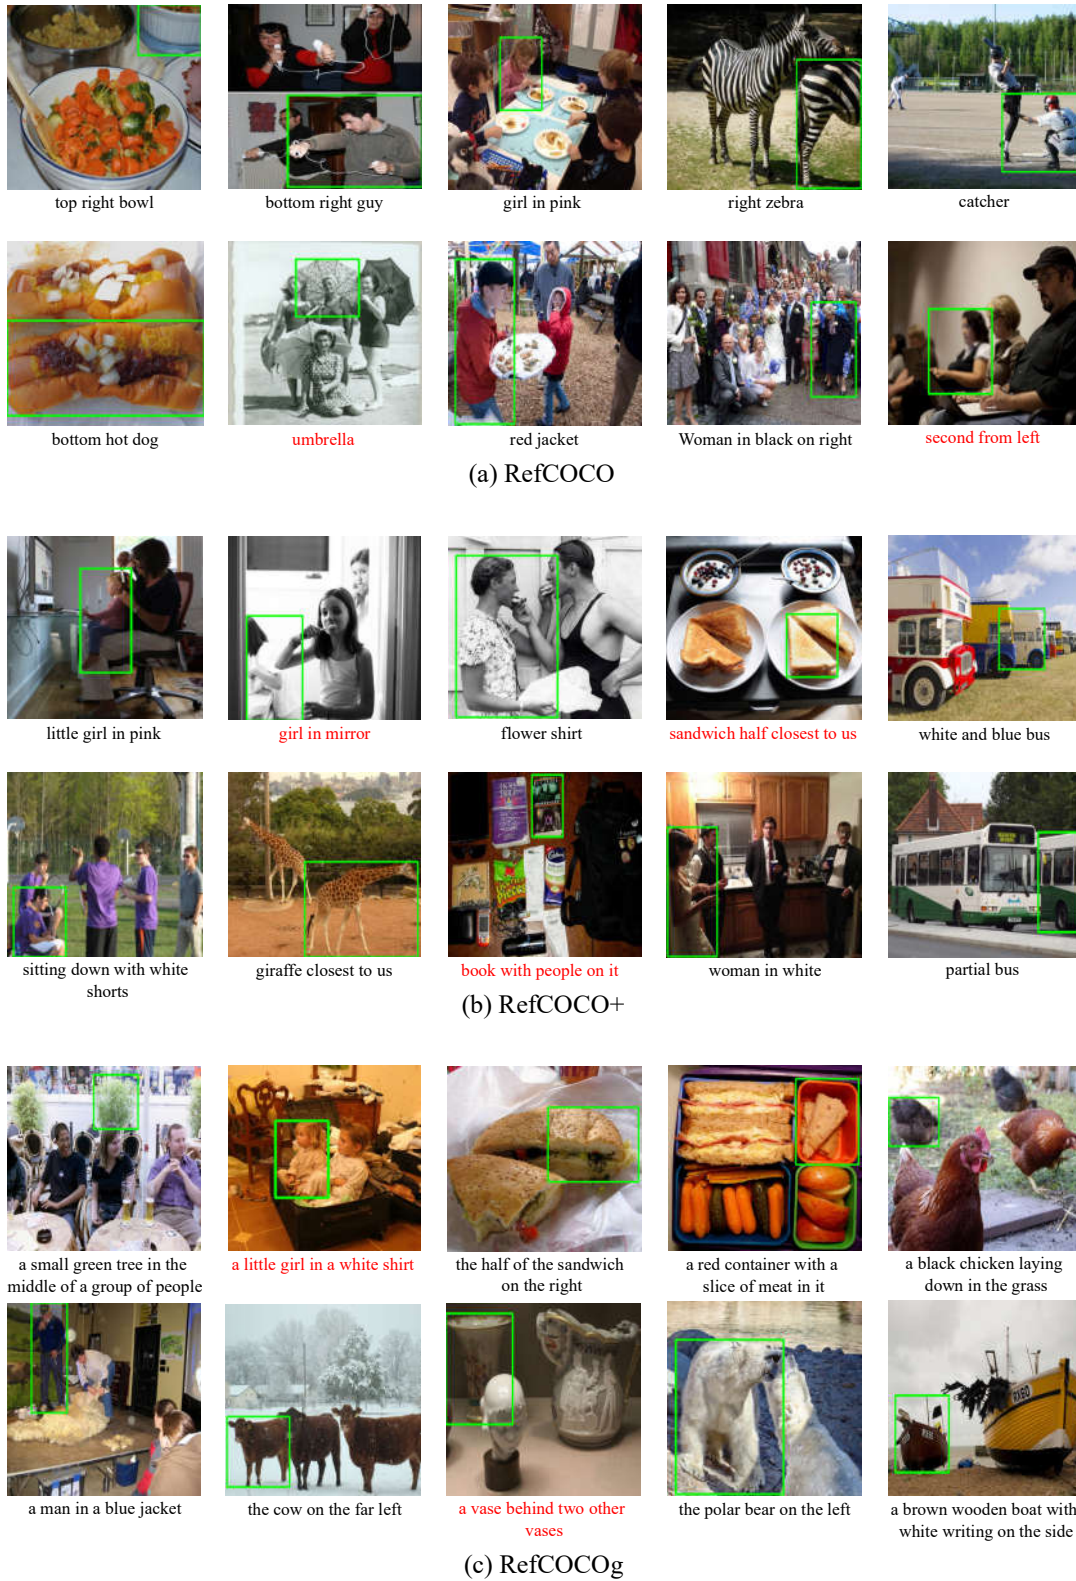 top right bowl
bottom right guy
girl in pink
right zebra
catcher
bottom hot dog
umbrella
red jacket
Woman in black on right
second from left
(a) RefCOCO
little girl in pink
girl in mirror
flower shirt
sandwich half closest to us
white and blue bus
sitting down with white
shorts
giraffe closest to us
book with people on it
woman in white
partial bus
(b) RefCOCO+
a small green tree in the
middle of a group of people
a little girl in a white shirt
the half of the sandwich
on the right
a red container with a
slice of meat in it
a black chicken laying
down in the grass
RX60
a man in a blue jacket
the cow on the far left
a vase behind two other
vases
the polar bear on the left
a brown wooden boat with
white writing on the side
(c) RefCOCOg